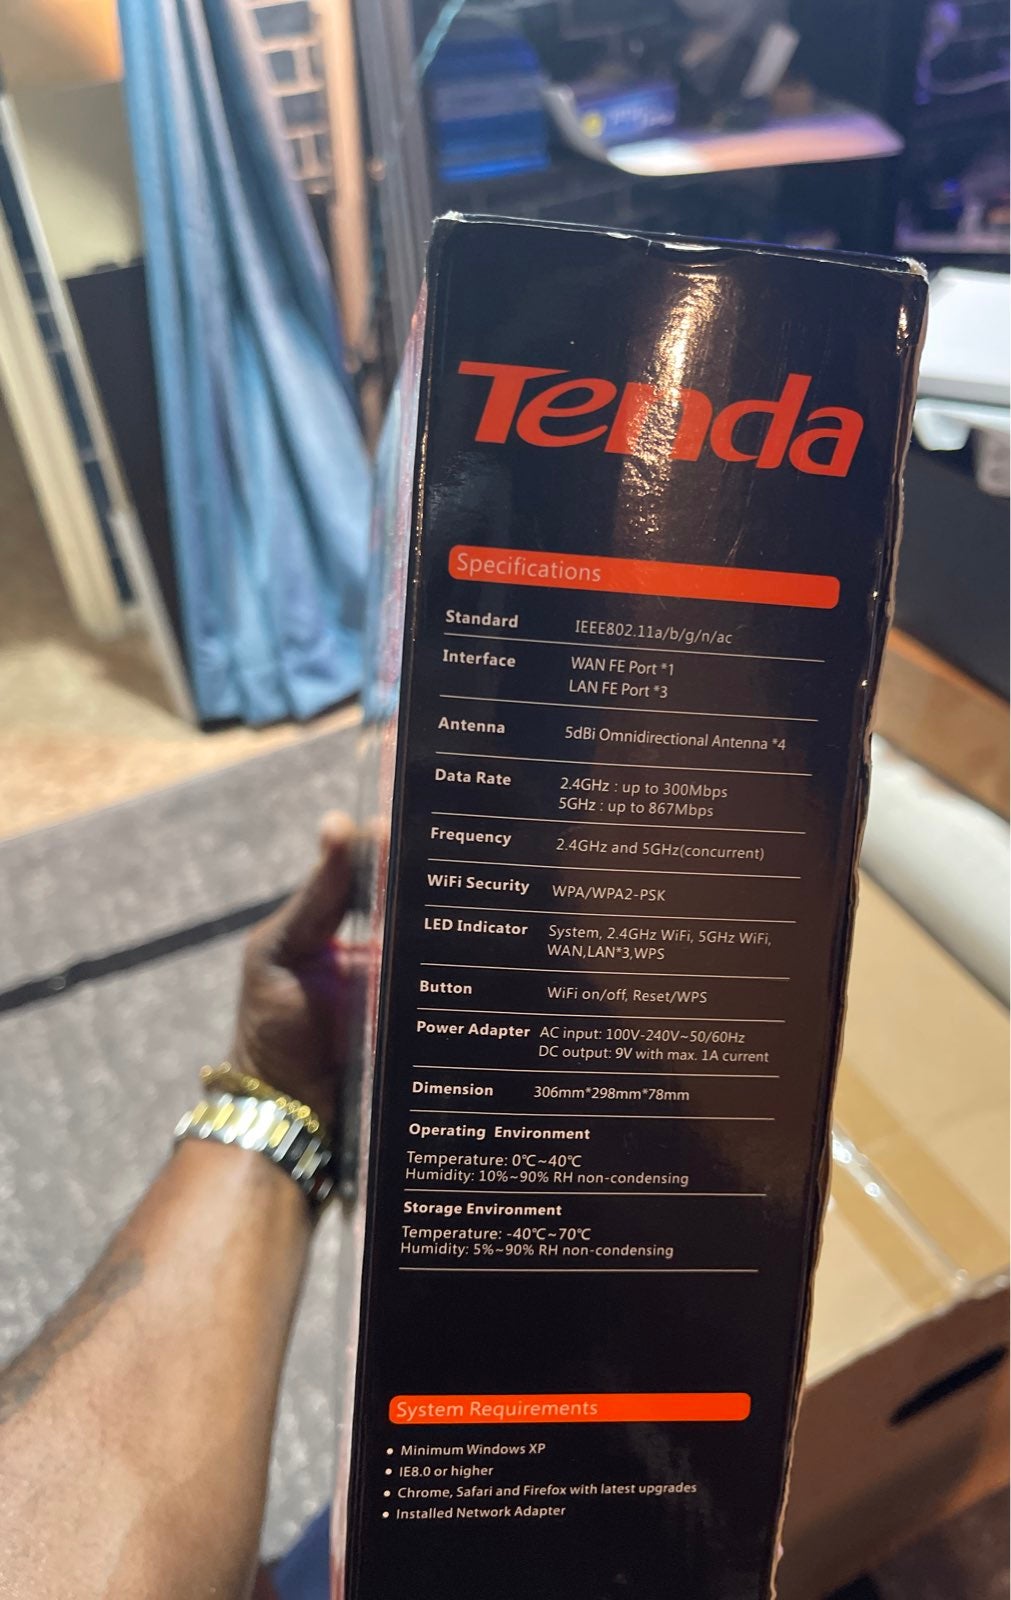 Tenda
Specifications
Standard IEEE802.11a/b/g/n/ac
Interface WAN FE Port *1
LAN FE Port *3
Antenna 5dBi Omnidirectional Antenna *4
Data Rate 2.4GHz : up to 300Mbps
5GHz : up to 867Mbps
Frequency 2.4GHz and 5GHz(concurrent)
WiFi Security WPA/WPA2-PSK
LED Indicator System, 2.4GHz WiFi, 5GHz WiFi,
WAN,LAN*3,WPS
Button WiFi on/off, Reset/WPS
Power Adapter AC input: 100V-240V~50/60Hz
DC output: 9V with max. 1A current
Dimension 306mm*298mm*78mm
Operating Environment
Temperature: 0℃~40℃
Humidity: 10%~90% RH non-condensing
Storage Environment
Temperature: -40℃~70℃
Humidity: 5%~90% RH non-condensing
System Requirements
• Minimum Windows XP
• IE8.0 or higher
• Chrome, Safari and Firefox with latest upgrades
• Installed Network Adapter